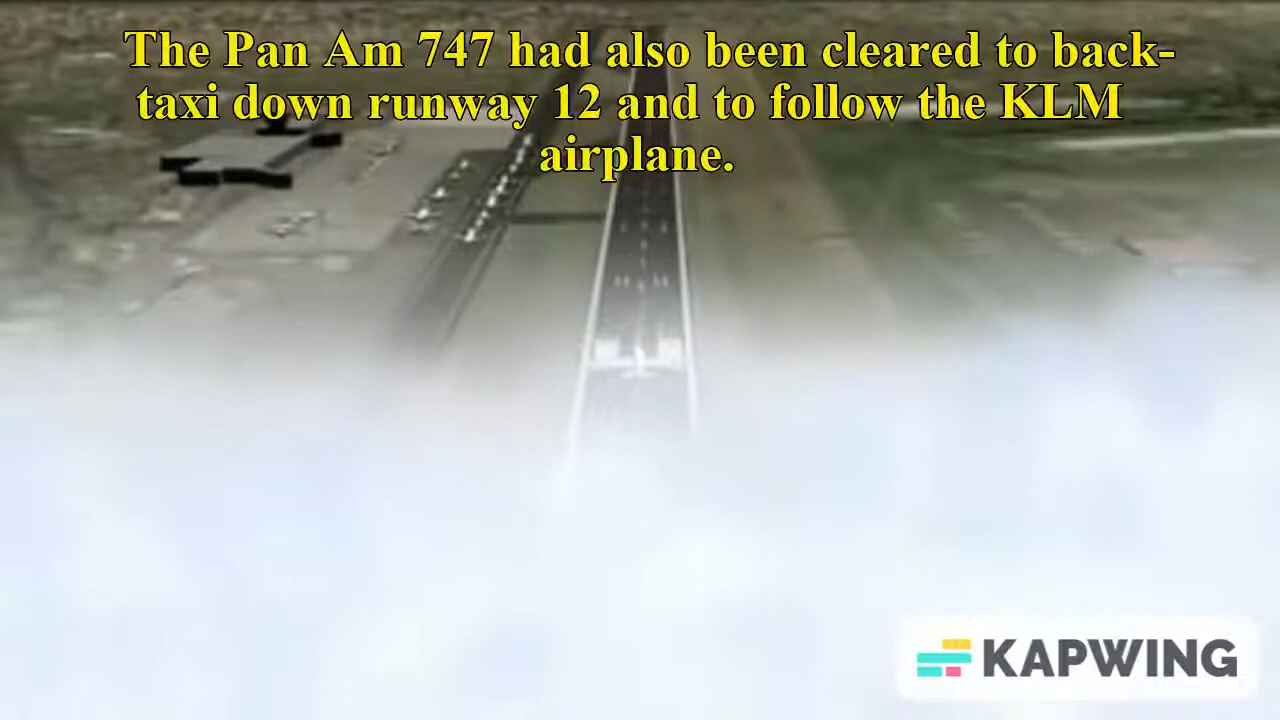 The Pan Am 747 had also been cleared to back-
taxi down runway 12 and to follow the KLM
airplane.
KAPWING